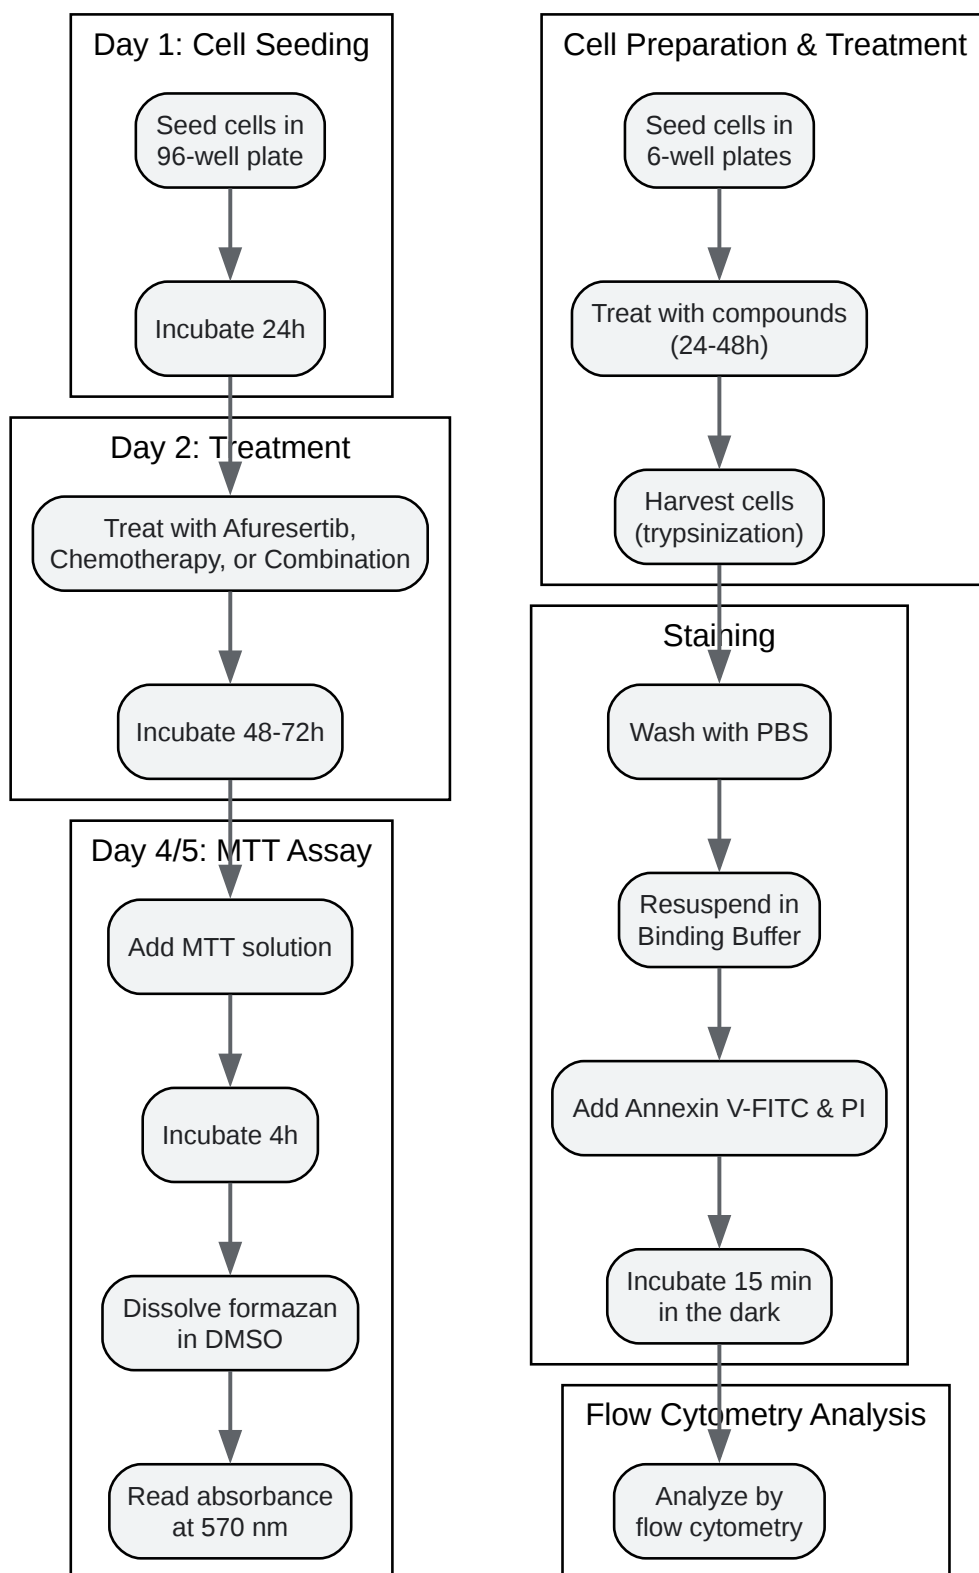 Day 1: Cell Seeding
Seed cells in
96-well plate
Incubate 24h
Day 2: Treatment
Treat with Afuresertib,
Chemotherapy, or Combination
Incubate 48-72h
Day 4/5: MTT Assay
Add MTT solution
Incubate 4h
Dissolve formazan
in DMSO
Read absorbance
at 570 nm
Cell Preparation & Treatment
Seed cells in
6-well plates
Treat with compounds
(24-48h)
Harvest cells
(trypsinization)
Staining
Wash with PBS
Resuspend in
Binding Buffer
Add Annexin V-FITC & PI
Incubate 15 min
in the dark
Flow Cytometry Analysis
Analyze by
flow cytometry